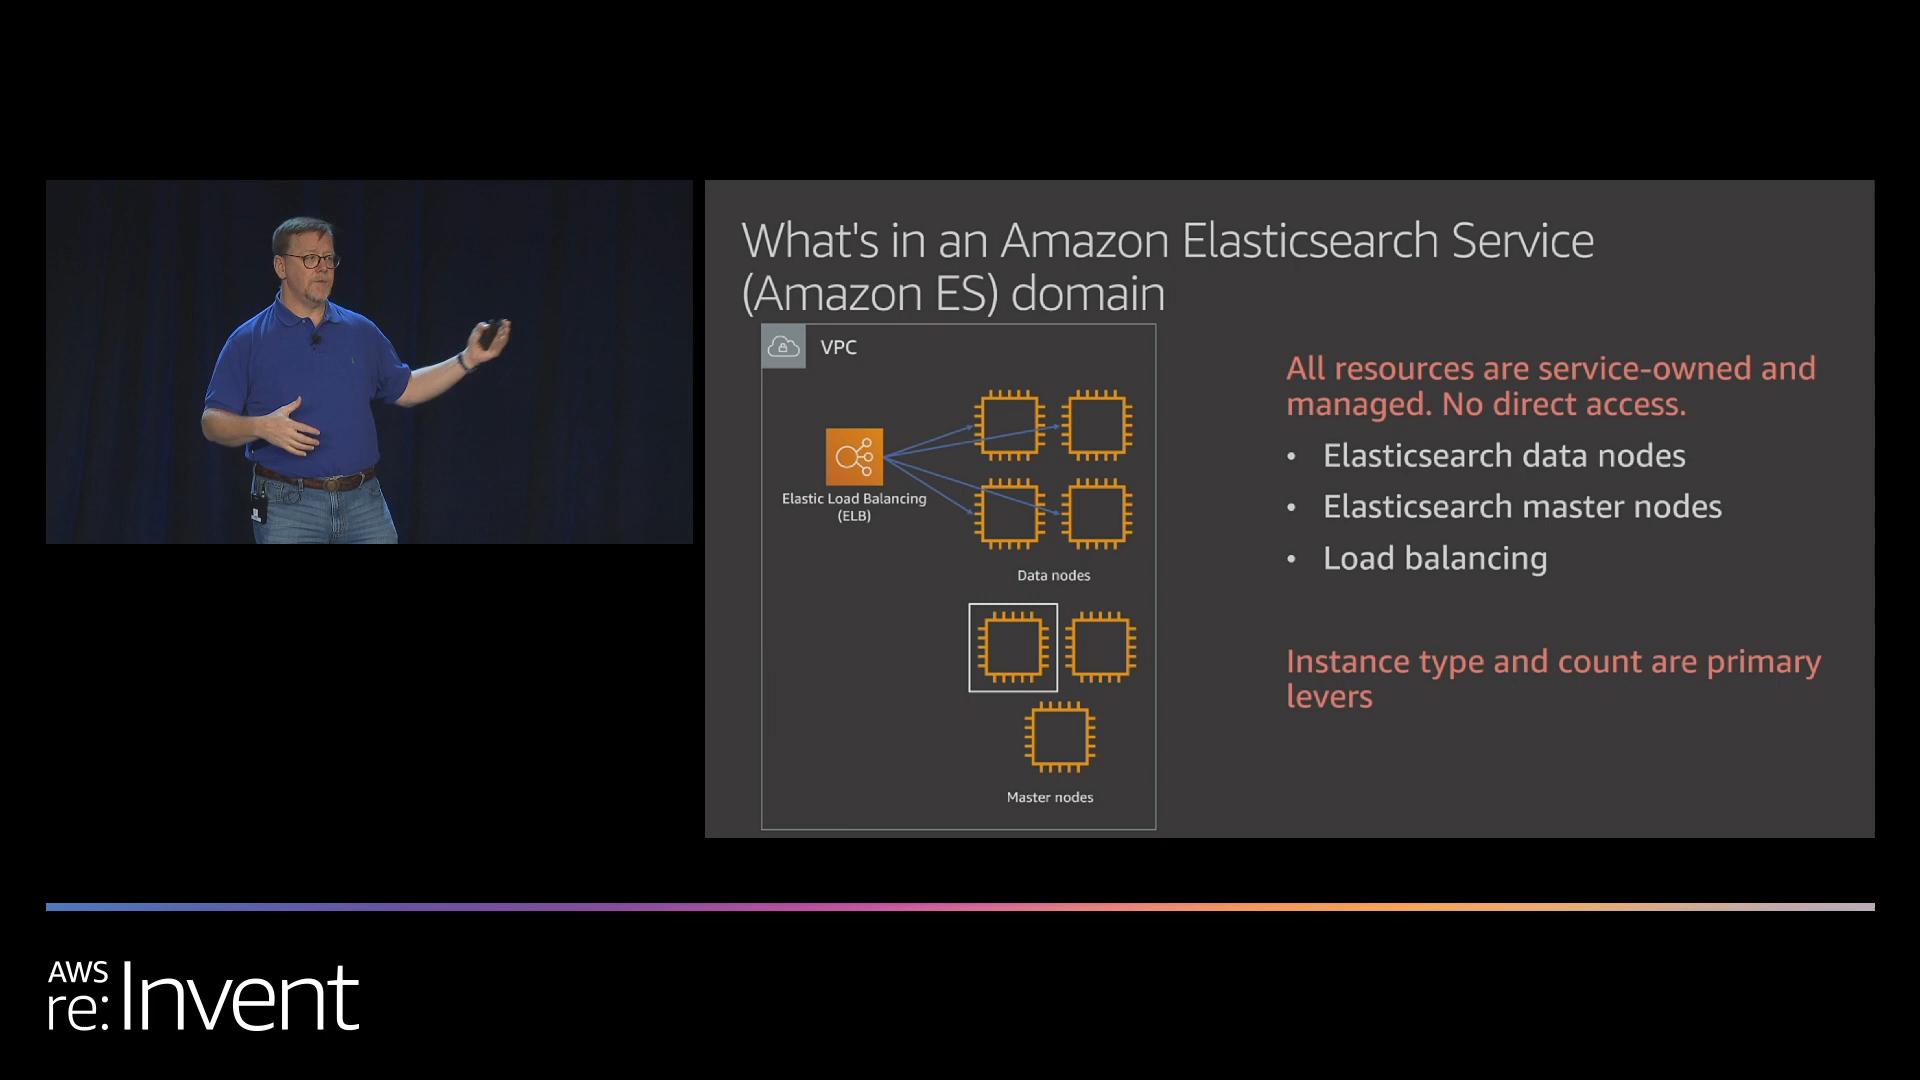 What's in an Amazon Elasticsearch Service
(Amazon ES) domain
VPC
Elastic Load Balancing
(ELB)
Data nodes
Master nodes
All resources are service-owned and
managed. No direct access.
• Elasticsearch data nodes
• Elasticsearch master nodes
• Load balancing
Instance type and count are primary
levers
AWS
re:Invent